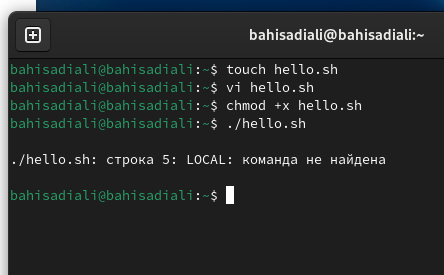 bahisadiali@bahisadiali:~
bahisadiali@bahisadiali:~$ touch hello.sh
bahisadiali@bahisadiali:~$ vi hello.sh
bahisadiali@bahisadiali:~$ chmod +x hello.sh
bahisadiali@bahisadiali:~$ ./hello.sh
./hello.sh: строка 5: LOCAL: команда не найдена
bahisadiali@bahisadiali:~$